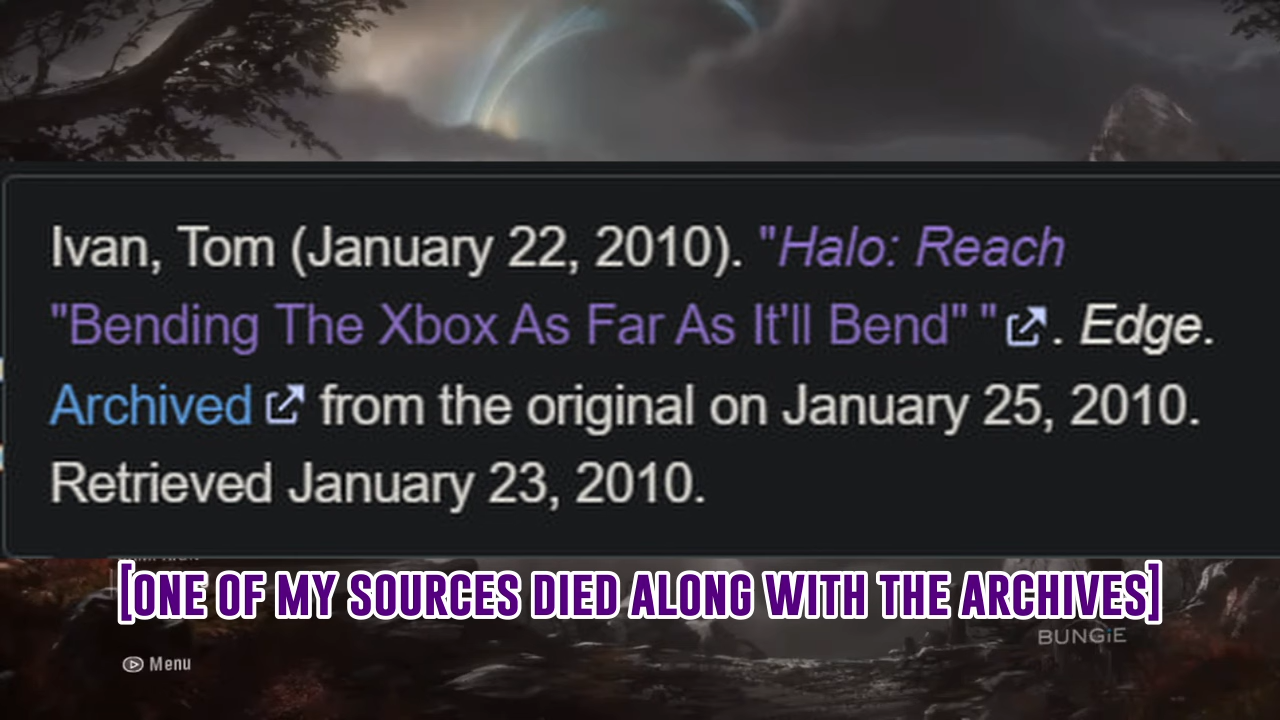 Ivan, Tom (January 22, 2010). "Halo: Reach
"Bending The Xbox As Far As It'll Bend" " . Edge.
Archived from the original on January 25, 2010.
Retrieved January 23, 2010.
[ONE OF MY SOURCES DIED ALONG WITH THE ARCHIVES]
BUNGiE
Menu